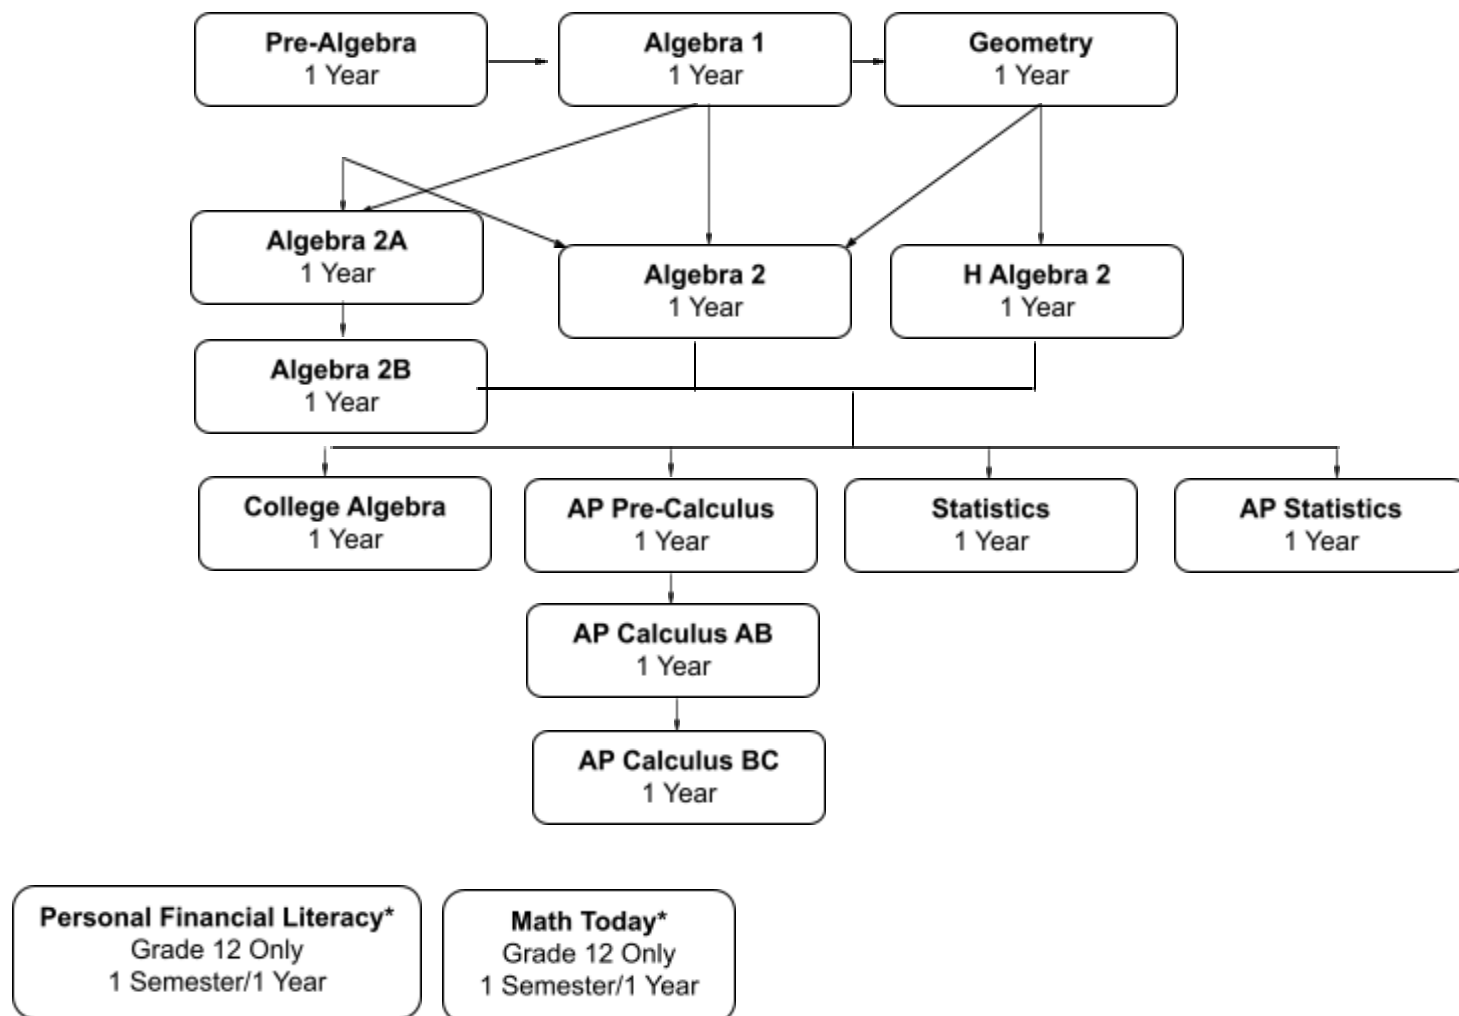 Pre-Algebra
1 Year
Algebra 1
1 Year
Geometry
1 Year
Algebra 2A
1 Year
Algebra 2
1 Year
H Algebra 2
1 Year
Algebra 2B
1 Year
College Algebra
1 Year
AP Pre-Calculus
1 Year
Statistics
1 Year
AP Statistics
1 Year
AP Calculus AB
1 Year
AP Calculus BC
1 Year
Personal Financial Literacy*
Grade 12 Only
1 Semester/1 Year
Math Today*
Grade 12 Only
1 Semester/1 Year